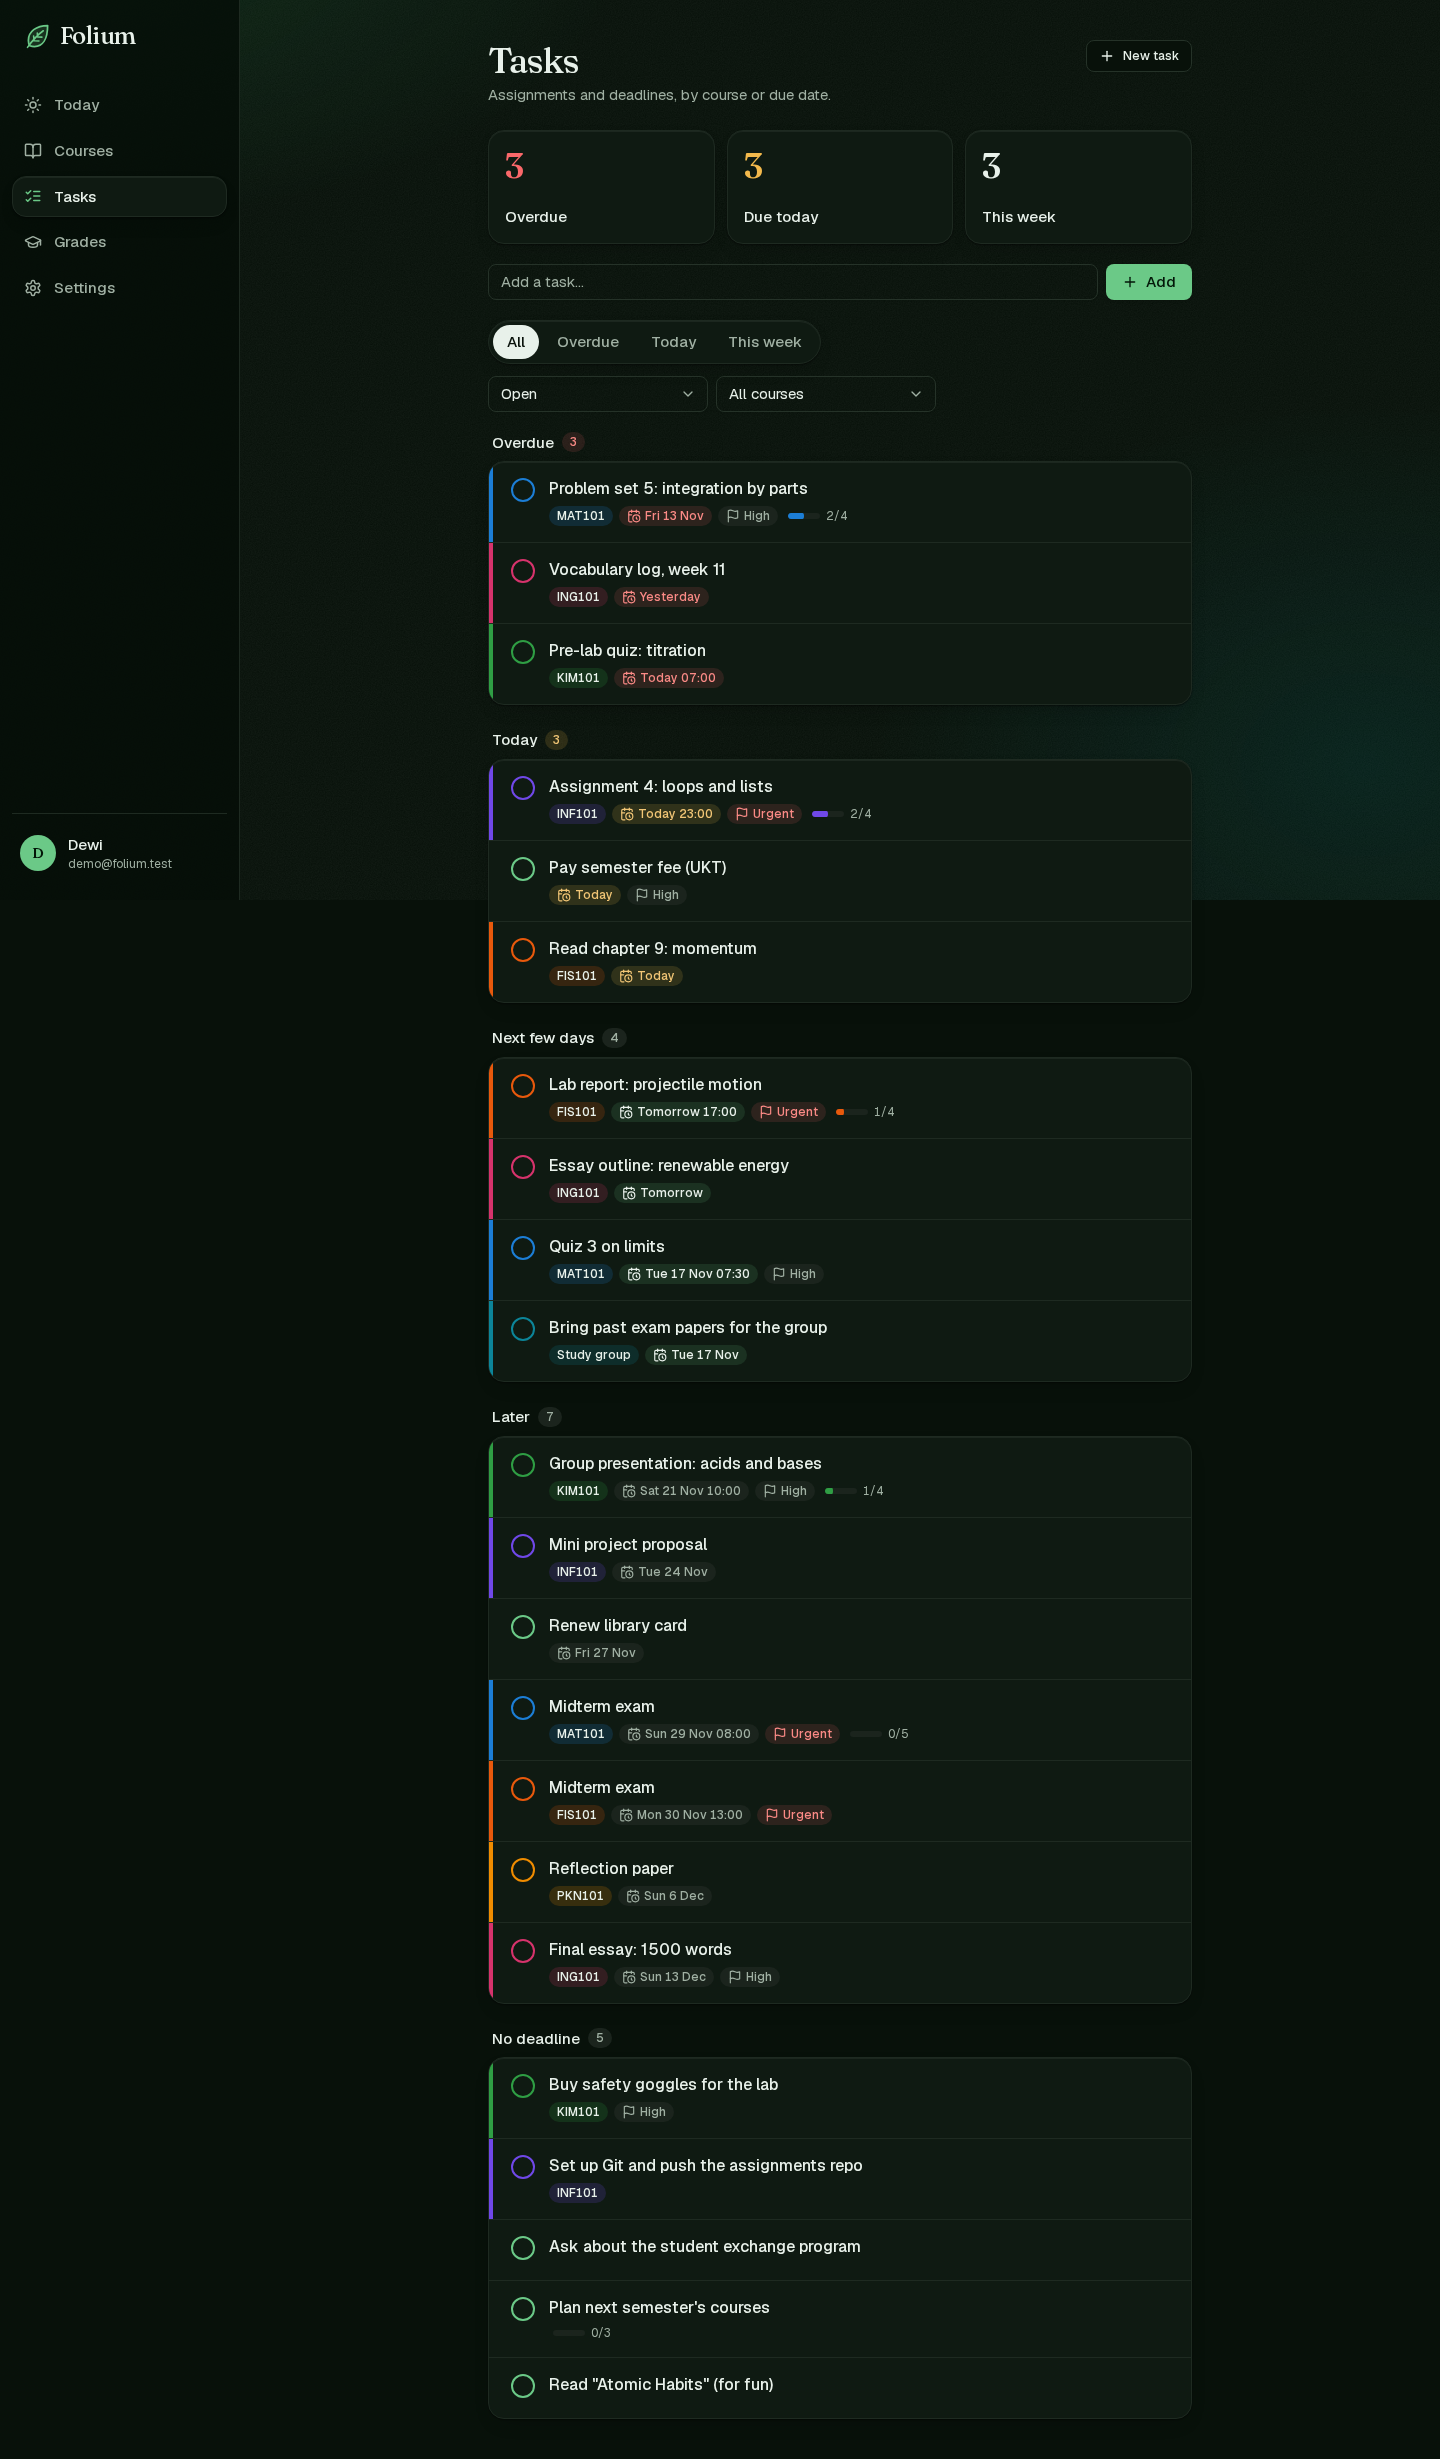 Folium
Today
Courses
Tasks
Grades
Settings
Dewi
D
demo@folium.test
Tasks
New task
Assignments and deadlines, by course or due date.
3
Overdue
3
Due today
3
This week
Add a task...
Add
All Overdue Today This week
Open
All courses
Overdue 3
Problem set 5: integration by parts
MAT101 Fri 13 Nov High 2/4
Vocabulary log, week 11
ING101 Yesterday
Pre-lab quiz: titration
KIM101 Today 07:00
Today 3
Assignment 4: loops and lists
INF101 Today 23:00 Urgent 2/4
Pay semester fee (UKT)
Today High
Read chapter 9: momentum
FIS101 Today
Next few days 4
Lab report: projectile motion
FIS101 Tomorrow 17:00 Urgent 1/4
Essay outline: renewable energy
ING101 Tomorrow
Quiz 3 on limits
MAT101 Tue 17 Nov 07:30 High
Bring past exam papers for the group
Study group Tue 17 Nov
Later 7
Group presentation: acids and bases
KIM101 Sat 21 Nov 10:00 High 1/4
Mini project proposal
INF101 Tue 24 Nov
Renew library card
Fri 27 Nov
Midterm exam
MAT101 Sun 29 Nov 08:00 Urgent 0/5
Midterm exam
FIS101 Mon 30 Nov 13:00 Urgent
Reflection paper
PKN101 Sun 6 Dec
Final essay: 1500 words
ING101 Sun 13 Dec High
No deadline 5
Buy safety goggles for the lab
KIM101 High
Set up Git and push the assignments repo
INF101
Ask about the student exchange program
Plan next semester's courses
0/3
Read "Atomic Habits" (for fun)